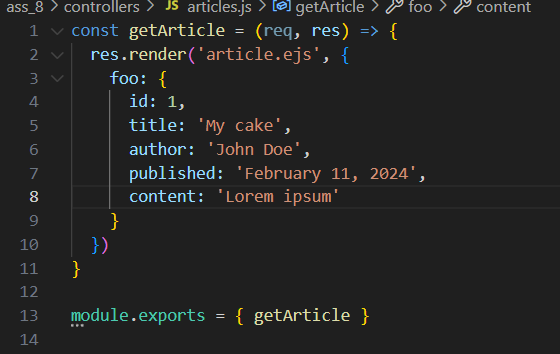 ass_8 > controllers > JS articles.js > getArticle > foo > content
1 const getArticle = (req, res) => {
2 res.render('article.ejs', {
3 foo: {
4 id: 1,
5 title: 'My cake',
6 author: 'John Doe',
7 published: 'February 11, 2024',
8 content: 'Lorem ipsum'
9 }
10 })
11 }
12
13 module.exports = { getArticle }
14